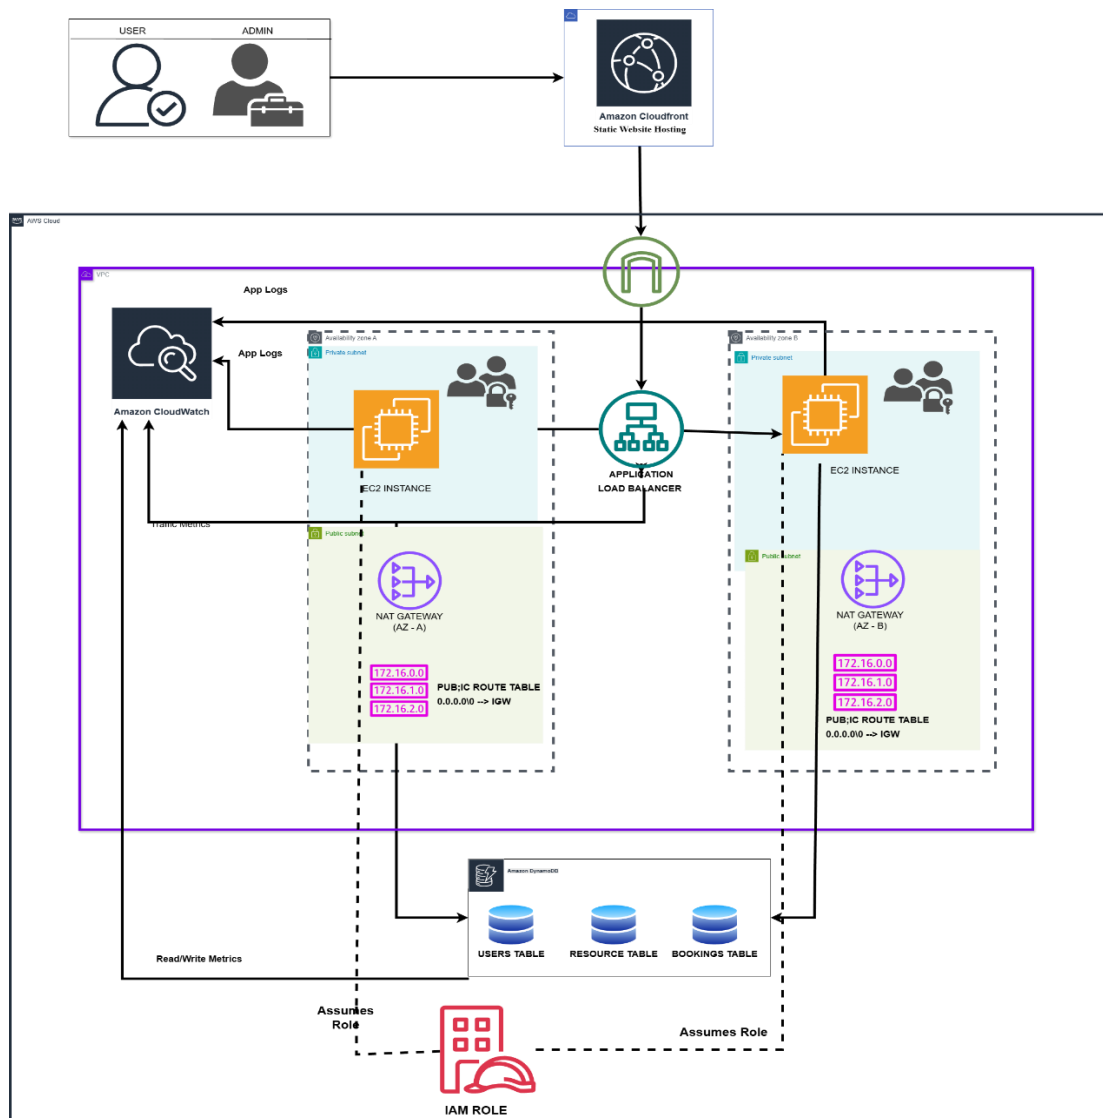 USER
ADMIN
Amazon Cloudfront
Static Website Hosting
AWS Cloud
VPC
App Logs
App Logs
Amazon CloudWatch
Availability zone A
Private subnet
EC2 INSTANCE
APPLICATION
LOAD BALANCER
Availability zone B
Private subnet
EC2 INSTANCE
Traffic Metrics
Public subnet
NAT GATEWAY
(AZ - A)
172.16.0.0
172.16.1.0
172.16.2.0
PUB;IC ROUTE TABLE
0.0.0.0\0 --> IGW
Public subnet
NAT GATEWAY
(AZ - B)
172.16.0.0
172.16.1.0
172.16.2.0
PUB;IC ROUTE TABLE
0.0.0.0\0 --> IGW
Amazon DynamoDB
USERS TABLE
RESOURCE TABLE
BOOKINGS TABLE
Read/Write Metrics
Assumes
Role
Assumes Role
IAM ROLE